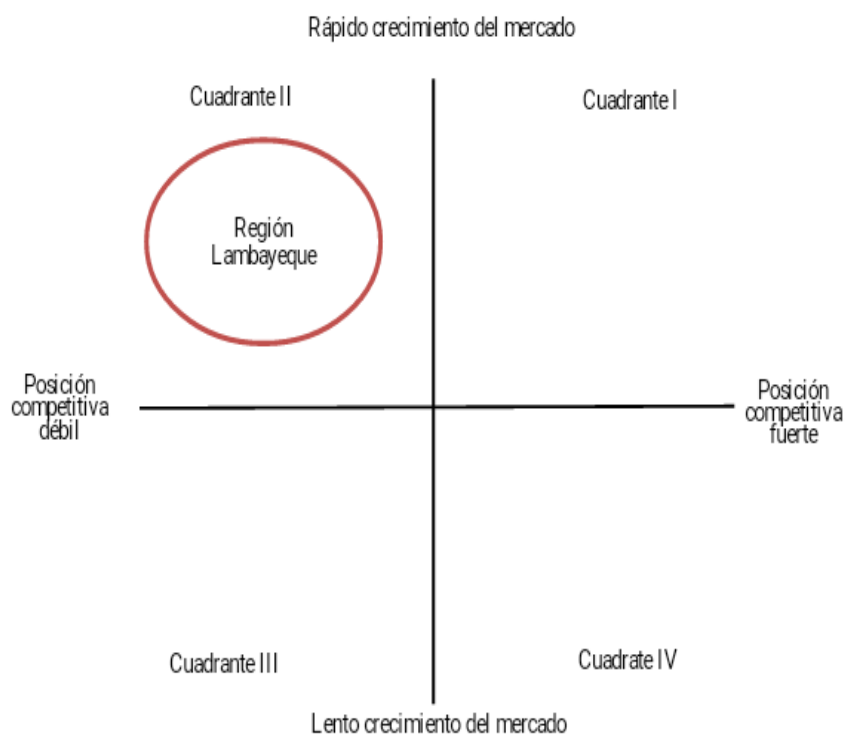 Rápido crecimiento del mercado
Cuadrante II
Cuadrante I
Región
Lambayeque
Posición
competitiva
débil
Posición
competitiva
fuerte
Cuadrante III
Cuadrate IV
Lento crecimiento del mercado